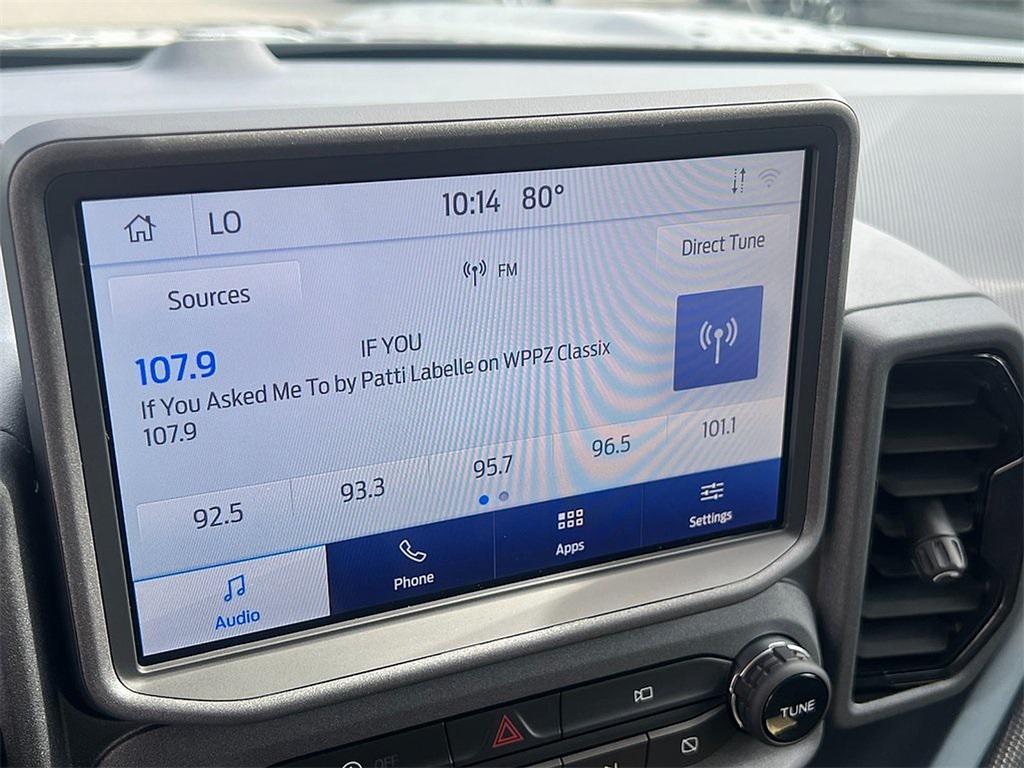 LO
10:14 80°
FM
Direct Tune
Sources
107.9
IF YOU
If You Asked Me To by Patti Labelle on WPPZ Classix
107.9
92.5
93.3
95.7
96.5
101.1
Audio
Phone
Apps
Settings
TUNE
OFF